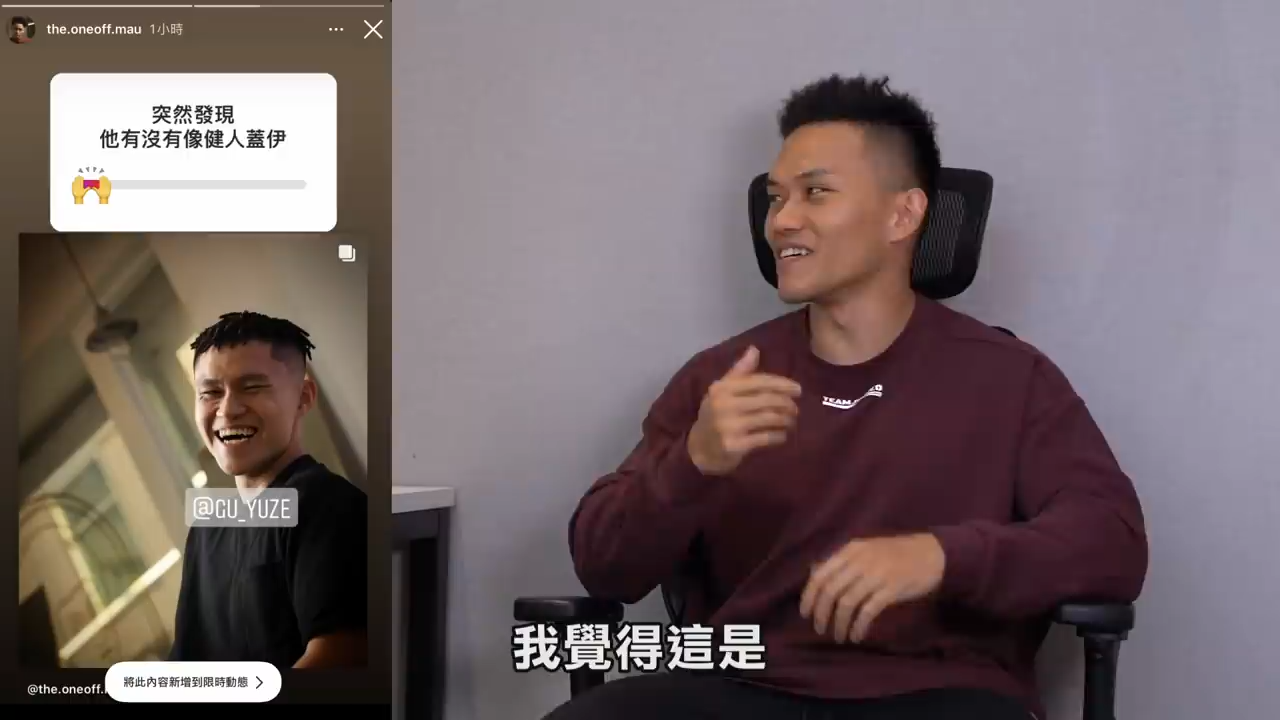 the.oneoff.mau 1小時
突然發現
他有沒有像健人蓋伊
@GU_YUZE
@the.oneoff.
將此內容新增到限時動態
TEAM
我覺得這是